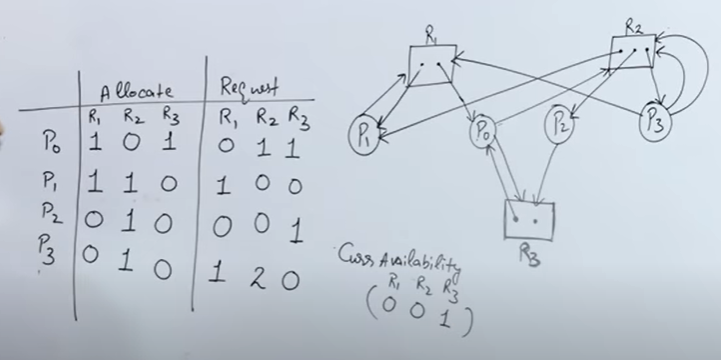 Allocate Request
R1 R2 R3 R1 R2 R3
P0 1 0 1 0 1 1
P1 1 1 0 1 0 0
P2 0 1 0 0 0 1
P3 0 1 0 1 2 0
R1 R2
P1 P0 P2 P3
R3
Curr Availability
R1 R2 R3
(0 0 1)